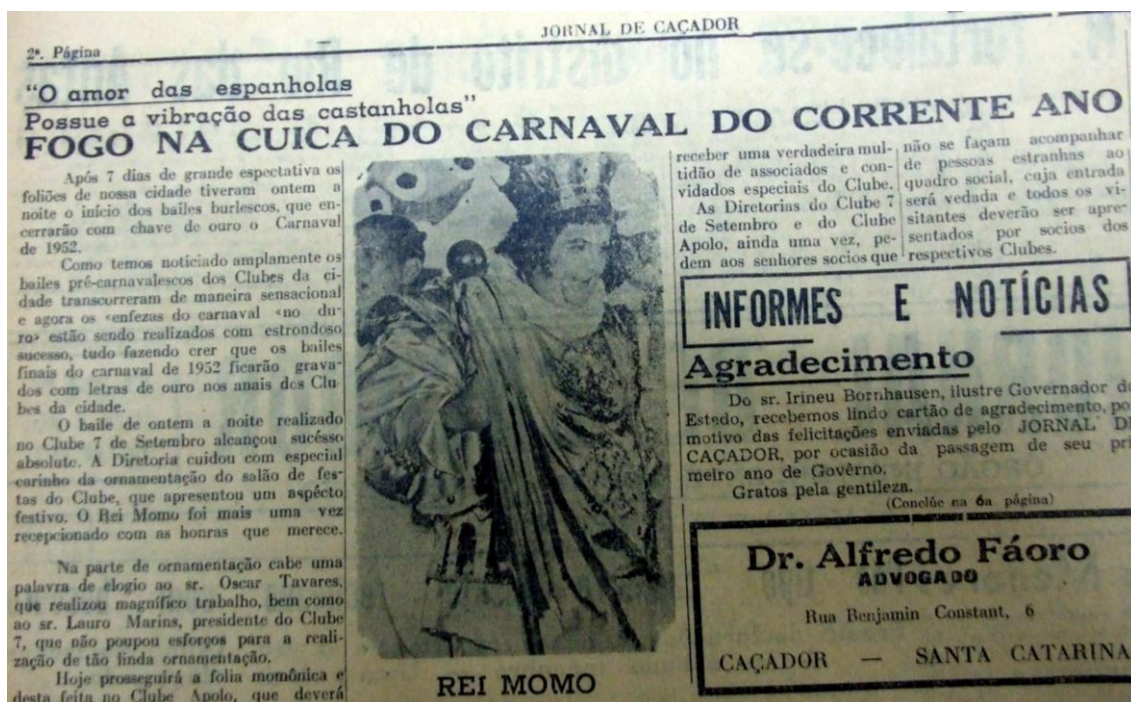 JORNAL DE CAÇADOR
2ª. Página
"O amor das espanholas
Possue a vibração das castanholas"
FOGO NA CUICA DO CARNAVAL DO CORRENTE ANO
Após 7 dias de grande espectativa os
foliões de nossa cidade tiveram ontem a
noite o início dos bailes burlescos, que en-
cerrarão com chave de ouro o Carnaval
de 1952.
Como temos noticiado amplamente os
bailes pré-carnavalescos dos Clubes da ci-
dade transcorreram de maneira sensacional
e agora os «enfezas do carnaval «no du-
ro» estão sendo realizados com estrondoso
sucesso, tudo fazendo crer que os bailes
finais do carnaval de 1952 ficarão grava-
dos com letras de ouro nos anais dos Clu-
bes da cidade.
O baile de ontem a noite realizado
no Clube 7 de Setembro alcançou sucésso
absoluto. A Diretoria cuidou com especial
carinho da ornamentação do salão de fes-
tas do Clube, que apresentou um aspécto
festivo. O Rei Momo foi mais uma vez
recepcionado com as honras que merece.
Na parte de ornamentação cabe uma
palavra de elogio ao sr. Oscar Tavares,
que realizou magnífico trabalho, bem como
ao sr. Lauro Marins, presidente do Clube
7, que não poupou esforços para a reali-
zação de tão linda ornamentação.
Hoje prosseguirá a folia momônica e
desta feita no Clube Apolo, que deverá
REI MOMO
receber uma verdadeira mul-
tidão de associados e con-
vidados especiais do Clube.
As Diretorias do Clube 7
de Setembro e do Clube
Apolo, ainda uma vez, pe-
dem aos senhores socios que
não se façam acompanhar
de pessoas estranhas ao
quadro social, cuja entrada
será vedada e todos os vi-
sitantes deverão ser apre-
sentados por socios dos
respectivos Clubes.
INFORMES E NOTÍCIAS
Agradecimento
Do sr. Irineu Bornhausen, ilustre Governador do
Estado, recebemos lindo cartão de agradecimento, po
motivo das felicitações enviadas pelo JORNAL DE
CAÇADOR, por ocasião da passagem de seu pri
meiro ano de Govêrno.
Gratos pela gentileza.
(Conclúe na 6a página)
Dr. Alfredo Fáoro
ADVOGADO
Rua Benjamin Constant, 6
CAÇADOR — SANTA CATARINA